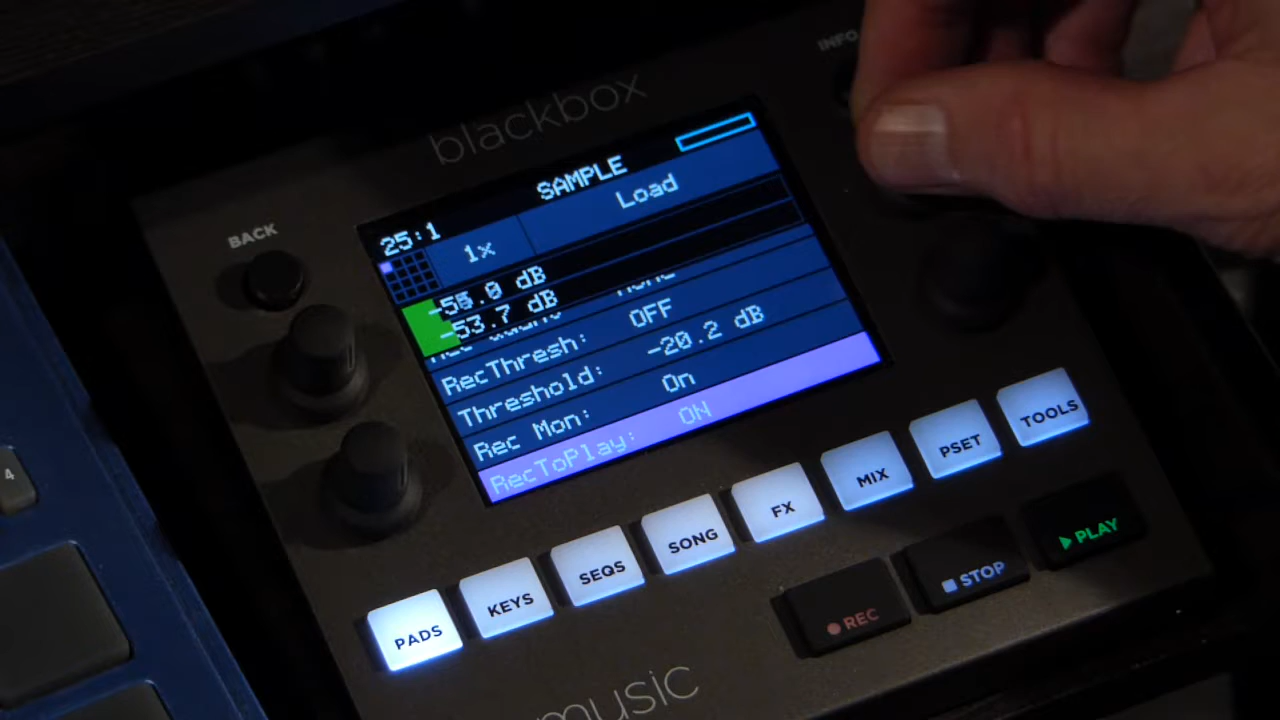 INFO
blackbox
SAMPLE
Load
25:1
1x
BACK
.0 dB
-53.7 dB
RecThresh: OFF
Threshold: -20.2 dB
Rec Mon: On
RecToPlay: ON
4
TOOLS
PSET
MIX
FX
SONG
SEQS
KEYS
PADS
PLAY
STOP
REC
music